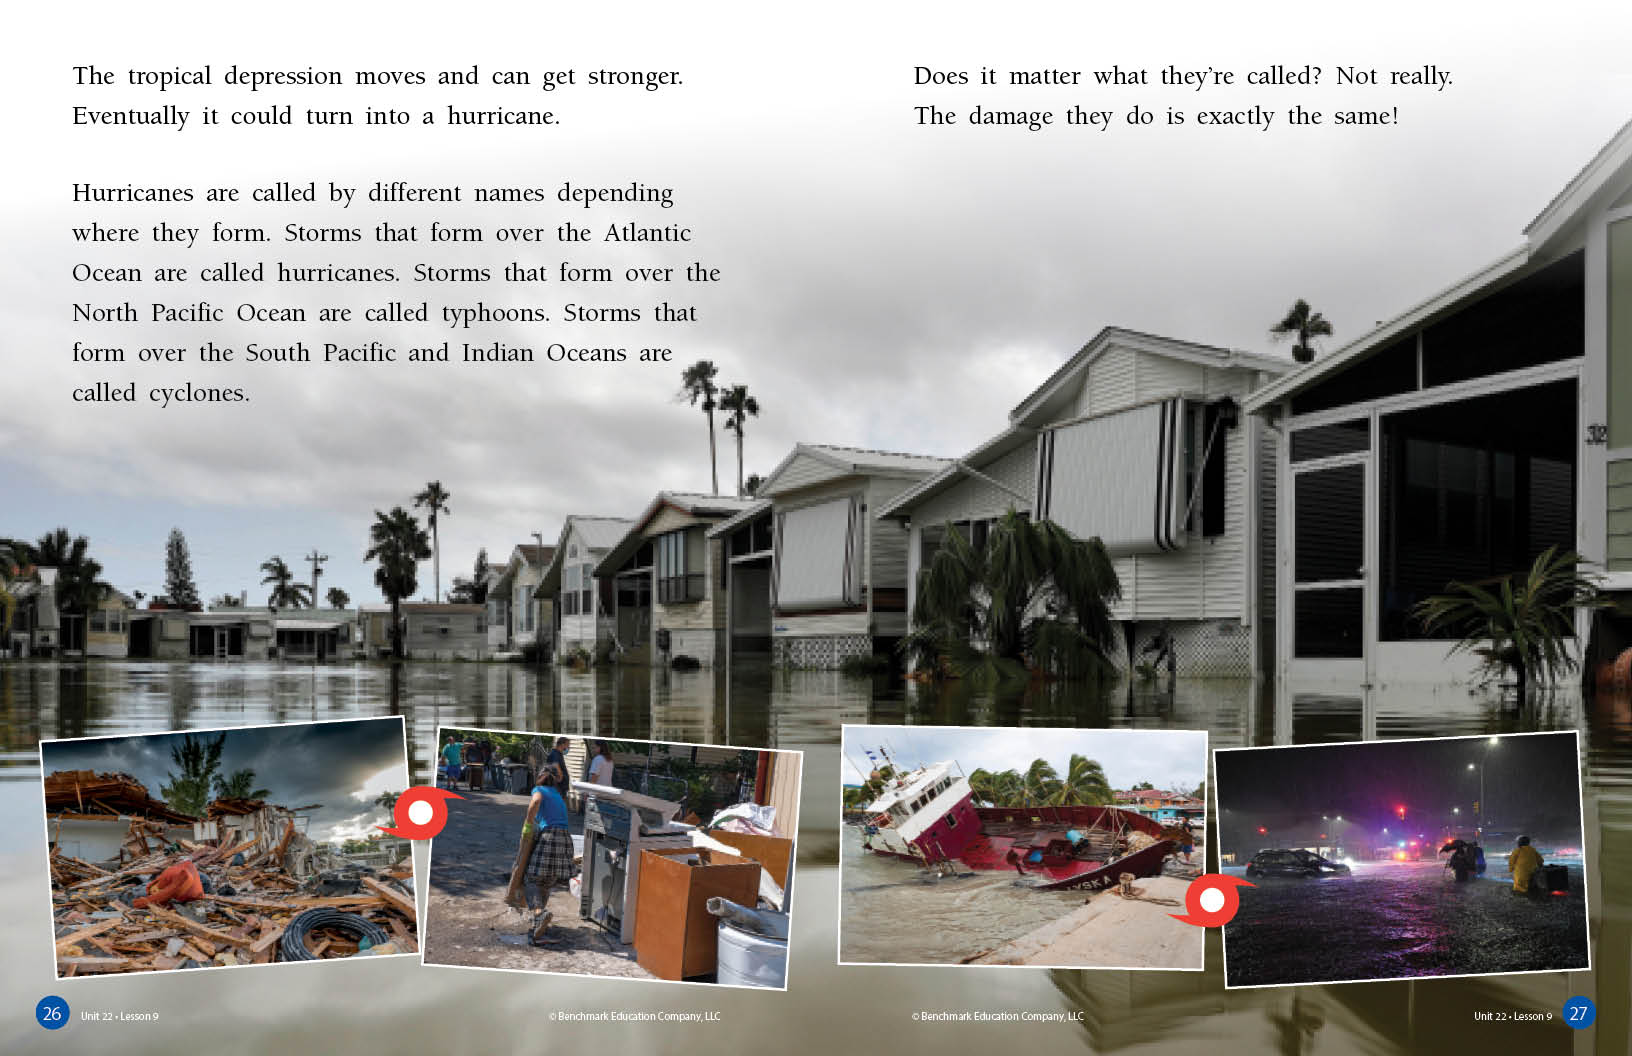 The tropical depression moves and can get stronger.
Eventually it could turn into a hurricane.
Hurricanes are called by different names depending
where they form. Storms that form over the Atlantic
Ocean are called hurricanes. Storms that form over the
North Pacific Ocean are called typhoons. Storms that
form over the South Pacific and Indian Oceans are
called cyclones.
26
Unit 22 • Lesson 9
© Benchmark Education Company, LLC
Does it matter what they’re called? Not really.
The damage they do is exactly the same!
32
LYSKA
© Benchmark Education Company, LLC
Unit 22 • Lesson 9
27